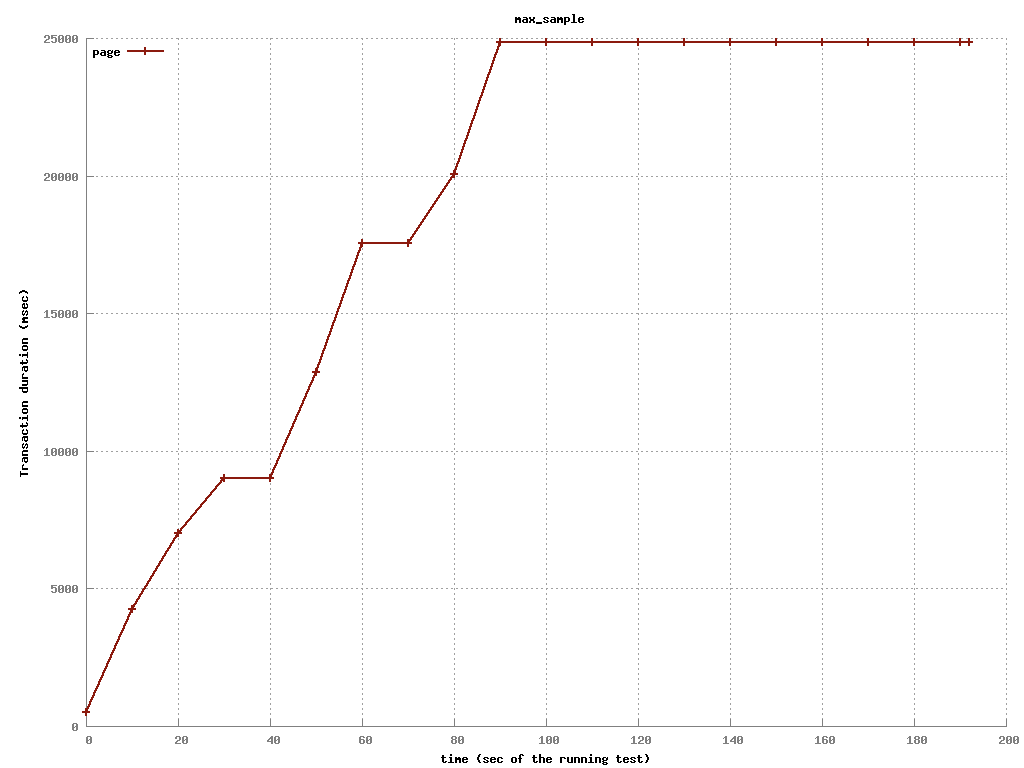 max_sample
page
25000
20000
15000
10000
5000
0
Transaction duration (msec)
0 20 40 60 80 100 120 140 160 180 200
time (sec of the running test)